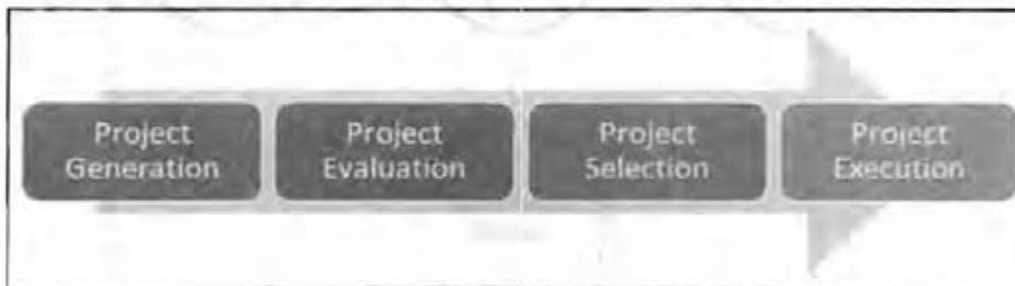 Project
Generation
Project
Evaluation
Project
Selection
Project
Execution